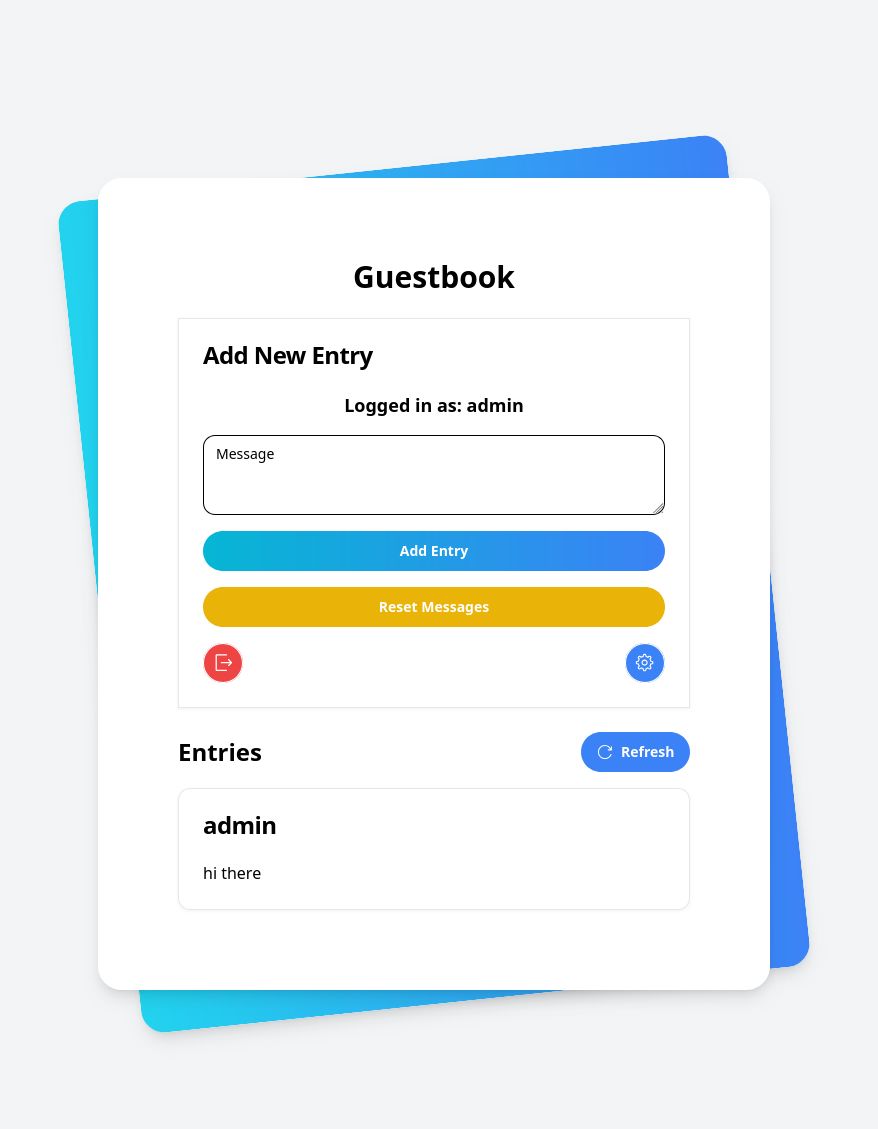 Guestbook
Add New Entry
Logged in as: admin
Message
Add Entry
Reset Messages
Entries
Refresh
admin
hi there